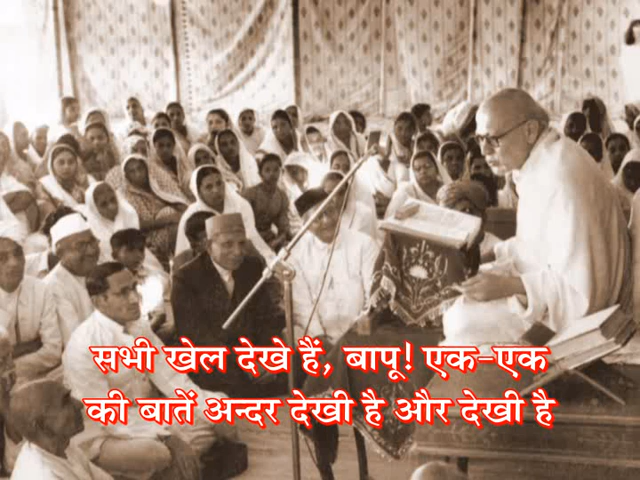 सभी खेल देखे हैं, बापू! एक-एक
की बातें अन्दर देखी है और देखी है